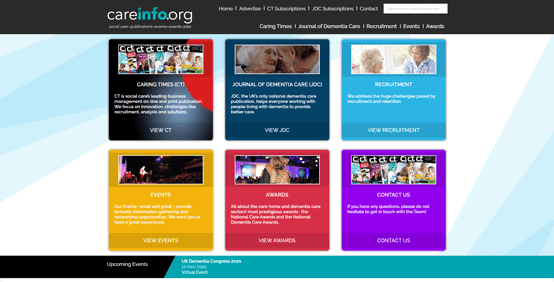 Home | Advertise | CT Subscriptions | JDC Subscriptions | Contact
careinfo.org
social care • publications • events • awards • jobs
Caring Times | Journal of Dementia Care | Recruitment | Events | Awards
CARING TIMES (CT)
CT is social care's leading business
management on-line and print publication.
We focus on innovation, challenges like
recruitment, analysis and solutions.
VIEW CT
JOURNAL OF DEMENTIA CARE (JDC)
JDC, the UK's only national dementia care
publication, helps everyone working with
people living with dementia to provide
better care.
VIEW JDC
RECRUITMENT
We address the huge challenges posed by
recruitment and retention.
VIEW RECRUITMENT
EVENTS
Our Events -small and great - provide
fantastic information gathering and
networking opportunities. We want you to
have a great experience.
VIEW EVENTS
AWARDS
All about the care home and dementia care
sectors' most prestigious awards - the
National Care Awards and the National
Dementia Care Awards.
VIEW AWARDS
CONTACT US
If you have any questions, please do not
hesitate to get in touch with the Team!
CONTACT US
Upcoming Events
UK Dementia Congress 2020
10 Nov 2020
Virtual Event